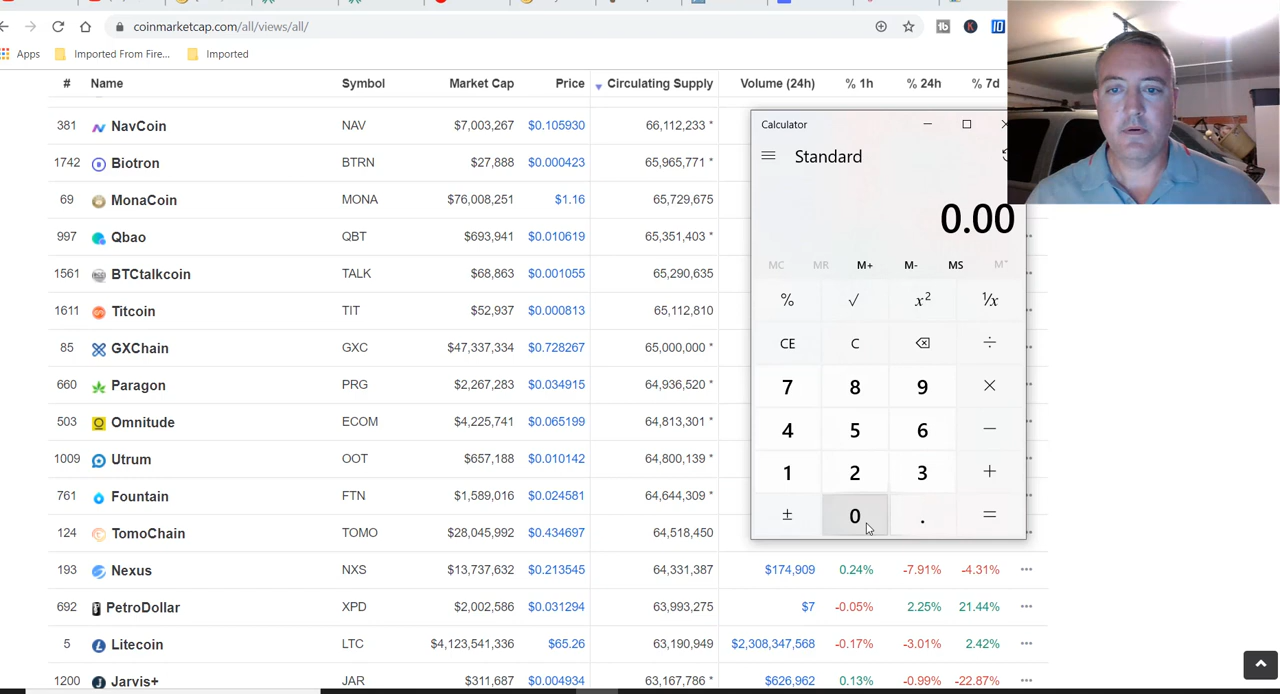 coinmarketcap.com/all/views/all/
Apps Imported From Fire... Imported
# Name Symbol Market Cap Price Circulating Supply Volume (24h) % 1h % 24h % 7d
381 NavCoin NAV $7,003,267 $0.105930 66,112,233 *
1742 Biotron BTRN $27,888 $0.000423 65,965,771 *
69 MonaCoin MONA $76,008,251 $1.16 65,729,675
997 Qbao QBT $693,941 $0.010619 65,351,403 *
1561 BTCtalkcoin TALK $68,863 $0.001055 65,290,635
1611 Titcoin TIT $52,937 $0.000813 65,112,810
85 GXChain GXC $47,337,334 $0.728267 65,000,000 *
660 Paragon PRG $2,267,283 $0.034915 64,936,520 *
503 Omnitude ECOM $4,225,741 $0.065199 64,813,301 *
1009 Utrum OOT $657,188 $0.010142 64,800,139 *
761 Fountain FTN $1,589,016 $0.024581 64,644,309 *
124 TomoChain TOMO $28,045,992 $0.434697 64,518,450
193 Nexus NXS $13,737,632 $0.213545 64,331,387 $174,909 0.24% -7.91% -4.31% ...
692 PetroDollar XPD $2,002,586 $0.031294 63,993,275 $7 -0.05% 2.25% 21.44% ...
5 Litecoin LTC $4,123,541,336 $65.26 63,190,949 $2,308,347,568 -0.17% -3.01% 2.42% ...
1200 Jarvis+ JAR $311,687 $0.004934 63,167,786 * $626,962 0.13% -0.99% -22.87% ...
Calculator
Standard
0.00
MC MR M+ M- MS M˅
% √ x² ¹/x
CE C ÷
7 8 9 ×
4 5 6 −
1 2 3 +
± 0 . =